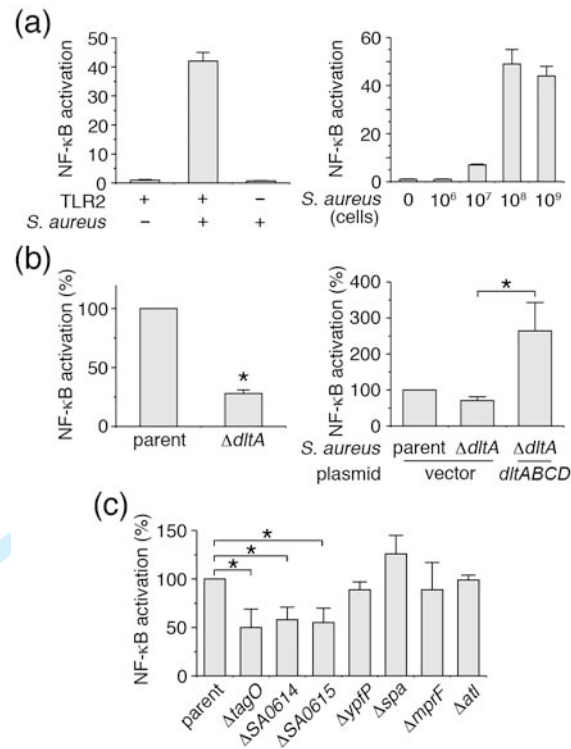 (a)
NF-κB activation
50
40
30
20
10
0
TLR2 + + −
S. aureus − + +
NF-κB activation
60
40
20
0
S. aureus (cells) 0 10⁶ 10⁷ 10⁸ 10⁹
(b)
NF-κB activation (%)
100
50
0
*
parent ΔdltA
NF-κB activation (%)
400
300
200
100
0
*
S. aureus parent ΔdltA ΔdltA
plasmid vector dltABCD
(c)
NF-κB activation (%)
150
100
50
0
*
*
*
parent ΔtagO ΔSA0614 ΔSA0615 ΔypfP Δspa ΔmprF Δatl